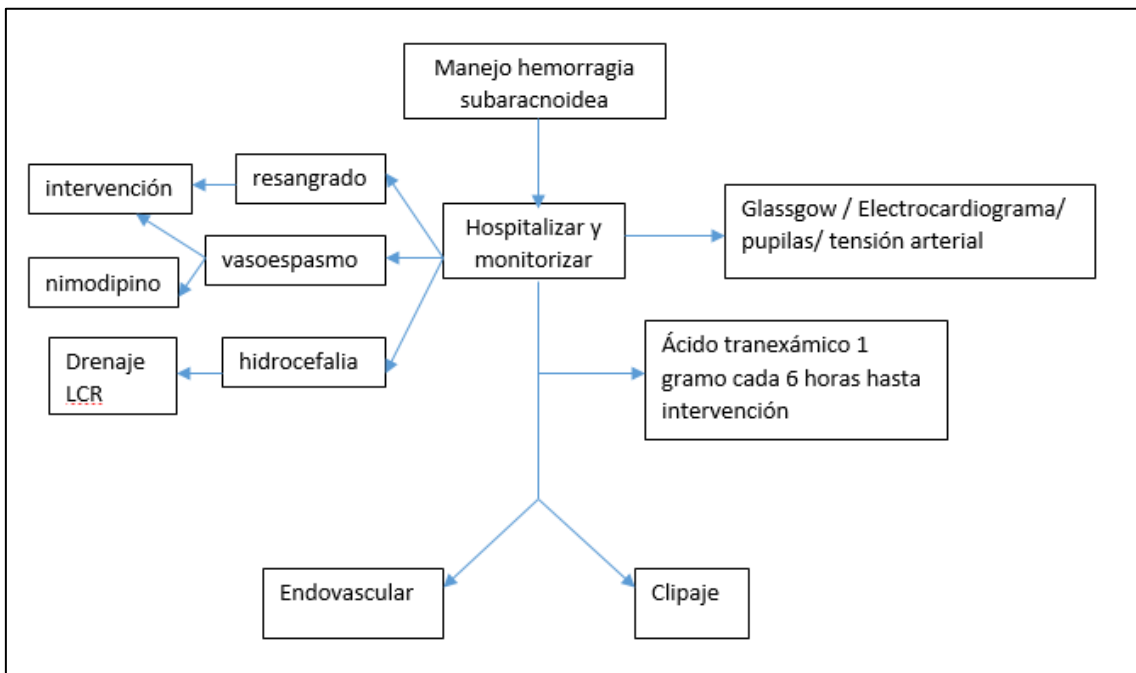 Manejo hemorragia
subaracnoidea
resangrado
intervención
Hospitalizar y
monitorizar
Glassgow / Electrocardiograma/
pupilas/ tensión arterial
vasoespasmo
nimodipino
Drenaje
LCR
hidrocefalia
Ácido tranexámico 1
gramo cada 6 horas hasta
intervención
Endovascular
Clipaje